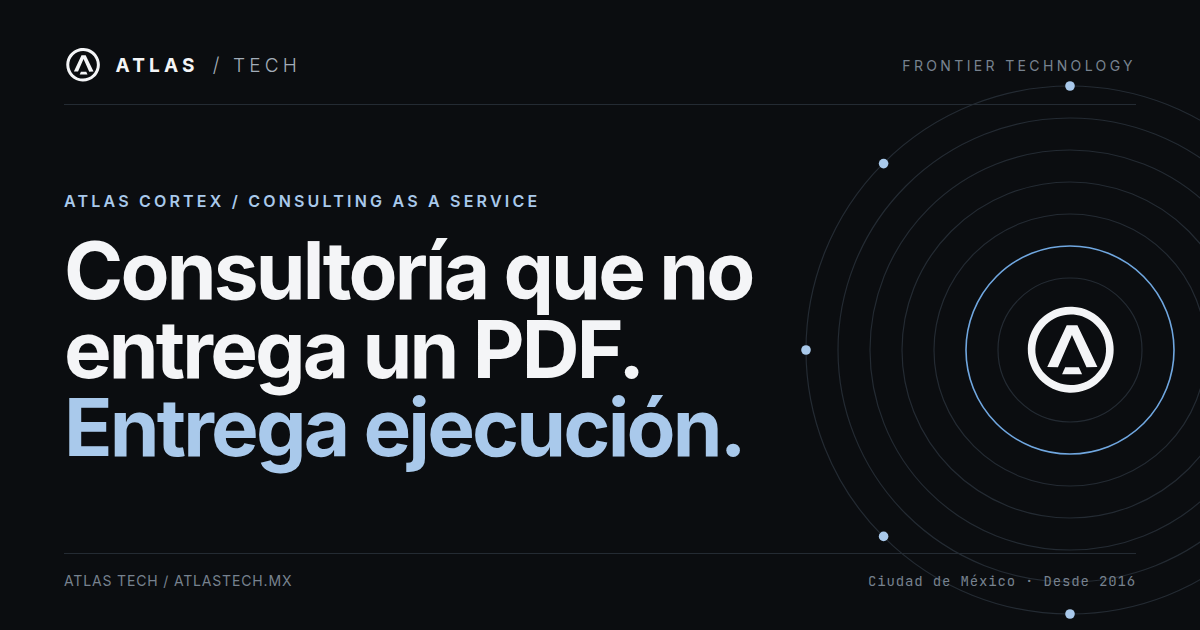 ATLAS / TECH
FRONTIER TECHNOLOGY
ATLAS CORTEX / CONSULTING AS A SERVICE
Consultoría que no
entrega un PDF.
Entrega ejecución.
ATLAS TECH / ATLASTECH.MX
Ciudad de México · Desde 2016